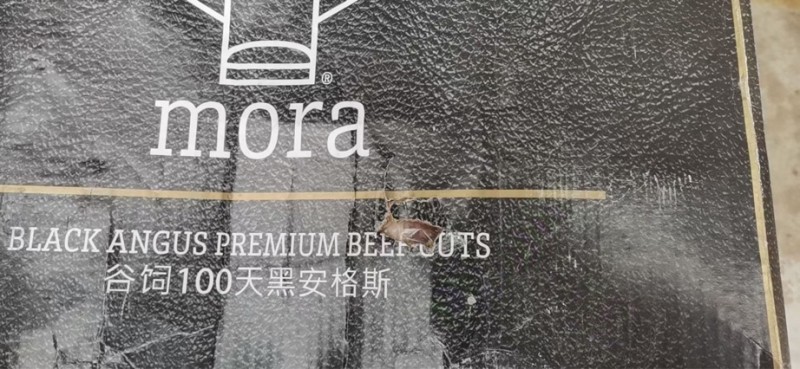 ®
mora
BLACK ANGUS PREMIUM BEEF CUTS
谷饲100天黑安格斯